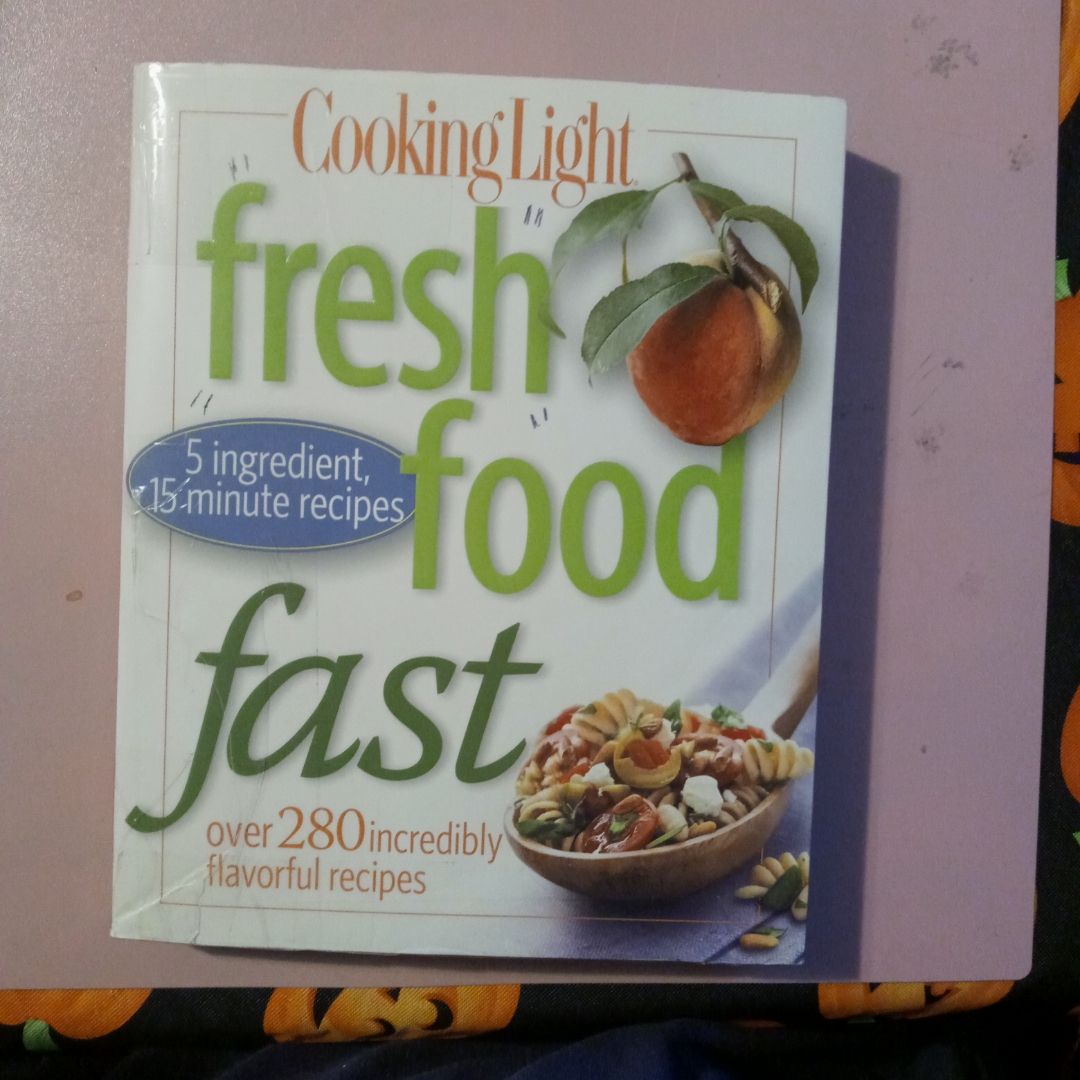 Cooking Light®
"fresh"
5 ingredient,
15-minute recipes
"food"
fast
over 280 incredibly
flavorful recipes